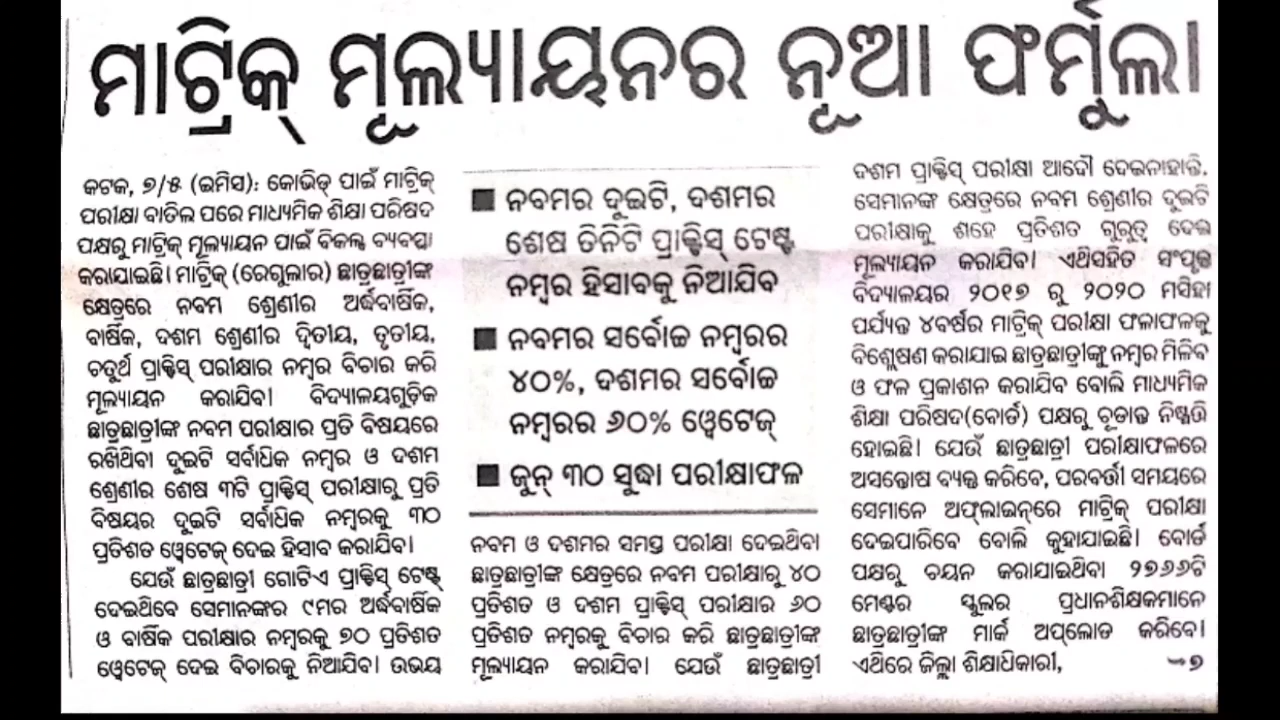 ମାଟ୍ରିକ୍ ମୂଲ୍ୟାୟନର ନୂଆ ଫର୍ମୁଲା
କଟକ, ୭/୫ (ଇମିସ): କୋଭିଡ୍ ପାଇଁ ମାଟ୍ରିକ୍
ପରୀକ୍ଷା ବାତିଲ ପରେ ମାଧ୍ୟମିକ ଶିକ୍ଷା ପରିଷଦ
ପକ୍ଷରୁ ମାଟ୍ରିକ୍ ମୂଲ୍ୟାୟନ ପାଇଁ ବିକଳ୍ପ ବ୍ୟବସ୍ଥା
କରାଯାଇଛି। ମାଟ୍ରିକ୍ (ରେଗୁଲାର) ଛାତ୍ରଛାତ୍ରୀଙ୍କ
କ୍ଷେତ୍ରରେ ନବମ ଶ୍ରେଣୀର ଅର୍ଦ୍ଧବାର୍ଷିକ,
ବାର୍ଷିକ, ଦଶମ ଶ୍ରେଣୀର ଦ୍ୱିତୀୟ, ତୃତୀୟ,
ଚତୁର୍ଥ ପ୍ରାକ୍ଟିସ୍ ପରୀକ୍ଷାର ନମ୍ବର ବିଚାର କରି
ମୂଲ୍ୟାୟନ କରାଯିବ। ବିଦ୍ୟାଳୟଗୁଡ଼ିକ
ଛାତ୍ରଛାତ୍ରୀଙ୍କ ନବମ ପରୀକ୍ଷାର ପ୍ରତି ବିଷୟରେ
ରଖିଥିବା ଦୁଇଟି ସର୍ବାଧିକ ନମ୍ବର ଓ ଦଶମ
ଶ୍ରେଣୀର ଶେଷ ୩ଟି ପ୍ରାକ୍ଟିସ୍ ପରୀକ୍ଷାରୁ ପ୍ରତି
ବିଷୟର ଦୁଇଟି ସର୍ବାଧିକ ନମ୍ବରକୁ ୩୦
ପ୍ରତିଶତ ୱେଟେଜ୍ ଦେଇ ହିସାବ କରାଯିବ।
ଯେଉଁ ଛାତ୍ରଛାତ୍ରୀ ଗୋଟିଏ ପ୍ରାକ୍ଟିସ୍ ଟେଷ୍ଟ
ଦେଇଥିବେ ସେମାନଙ୍କର ୯ମର ଅର୍ଦ୍ଧବାର୍ଷିକ
ଓ ବାର୍ଷିକ ପରୀକ୍ଷାର ନମ୍ବରକୁ ୭୦ ପ୍ରତିଶତ
ୱେଟେଜ୍ ଦେଇ ବିଚାରକୁ ନିଆଯିବ। ଉଭୟ
■ ନବମର ଦୁଇଟି, ଦଶମର
ଶେଷ ତିନିଟି ପ୍ରାକ୍ଟିସ୍ ଟେଷ୍ଟ
ନମ୍ବର ହିସାବକୁ ନିଆଯିବ
■ ନବମର ସର୍ବୋଚ୍ଚ ନମ୍ବରର
୪୦%, ଦଶମର ସର୍ବୋଚ୍ଚ
ନମ୍ବରର ୬୦% ୱେଟେଜ୍
■ ଜୁନ୍ ୩୦ ସୁଦ୍ଧା ପରୀକ୍ଷାଫଳ
ନବମ ଓ ଦଶମର ସମସ୍ତ ପରୀକ୍ଷା ଦେଇଥିବା
ଛାତ୍ରଛାତ୍ରୀଙ୍କ କ୍ଷେତ୍ରରେ ନବମ ପରୀକ୍ଷାରୁ ୪୦
ପ୍ରତିଶତ ଓ ଦଶମ ପ୍ରାକ୍ଟିସ୍ ପରୀକ୍ଷାର ୬୦
ପ୍ରତିଶତ ନମ୍ବରକୁ ବିଚାର କରି ଛାତ୍ରଛାତ୍ରୀଙ୍କ
ମୂଲ୍ୟାୟନ କରାଯିବ। ଯେଉଁ ଛାତ୍ରଛାତ୍ରୀ
ଦଶମ ପ୍ରାକ୍ଟିସ୍ ପରୀକ୍ଷା ଆଦୌ ଦେଇନାହାନ୍ତି,
ସେମାନଙ୍କ କ୍ଷେତ୍ରରେ ନବମ ଶ୍ରେଣୀର ଦୁଇଟି
ପରୀକ୍ଷାକୁ ଶହେ ପ୍ରତିଶତ ଗୁରୁତ୍ୱ ଦେଇ
ମୂଲ୍ୟାୟନ କରାଯିବ। ଏଥିସହିତ ସଂପୃକ୍ତ
ବିଦ୍ୟାଳୟର ୨୦୧୭ ରୁ ୨୦୨୦ ମସିହା
ପର୍ଯ୍ୟନ୍ତ ୪ବର୍ଷର ମାଟ୍ରିକ୍ ପରୀକ୍ଷା ଫଳାଫଳକୁ
ବିଶ୍ଳେଷଣ କରାଯାଇ ଛାତ୍ରଛାତ୍ରୀଙ୍କୁ ନମ୍ବର ମିଳିବ
ଓ ଫଳ ପ୍ରକାଶନ କରାଯିବ ବୋଲି ମାଧ୍ୟମିକ
ଶିକ୍ଷା ପରିଷଦ(ବୋର୍ଡ) ପକ୍ଷରୁ ଚୂଡ଼ାନ୍ତ ନିଷ୍ପତ୍ତି
ହୋଇଛି। ଯେଉଁ ଛାତ୍ରଛାତ୍ରୀ ପରୀକ୍ଷାଫଳରେ
ଅସନ୍ତୋଷ ବ୍ୟକ୍ତ କରିବେ, ପରବର୍ତ୍ତୀ ସମୟରେ
ସେମାନେ ଅଫ୍‌ଲାଇନ୍‌ରେ ମାଟ୍ରିକ୍ ପରୀକ୍ଷା
ଦେଇପାରିବେ ବୋଲି କୁହାଯାଇଛି। ବୋର୍ଡ
ପକ୍ଷରୁ ଚୟନ କରାଯାଇଥିବା ୨୭୬୬ଟି
ମେଣ୍ଟର ସ୍କୁଲର ପ୍ରଧାନଶିକ୍ଷକମାନେ
ଛାତ୍ରଛାତ୍ରୀଙ୍କ ମାର୍କ ଅପ୍‌ଲୋଡ କରିବେ।
ଏଥିରେ ଜିଲ୍ଲା ଶିକ୍ଷାଧିକାରୀ, ➟୭